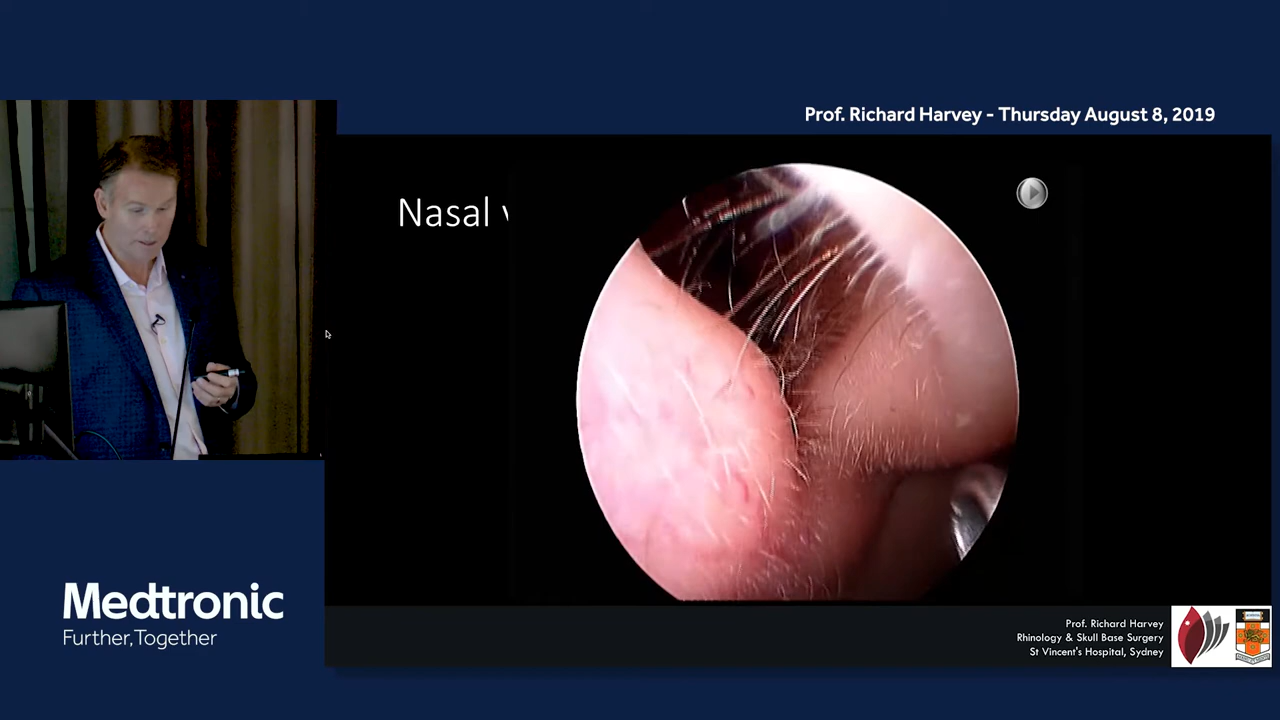 Prof. Richard Harvey - Thursday August 8, 2019
Nasal
Medtronic
Further,Together
Prof. Richard Harvey
Rhinology & Skull Base Surgery
St Vincent's Hospital, Sydney